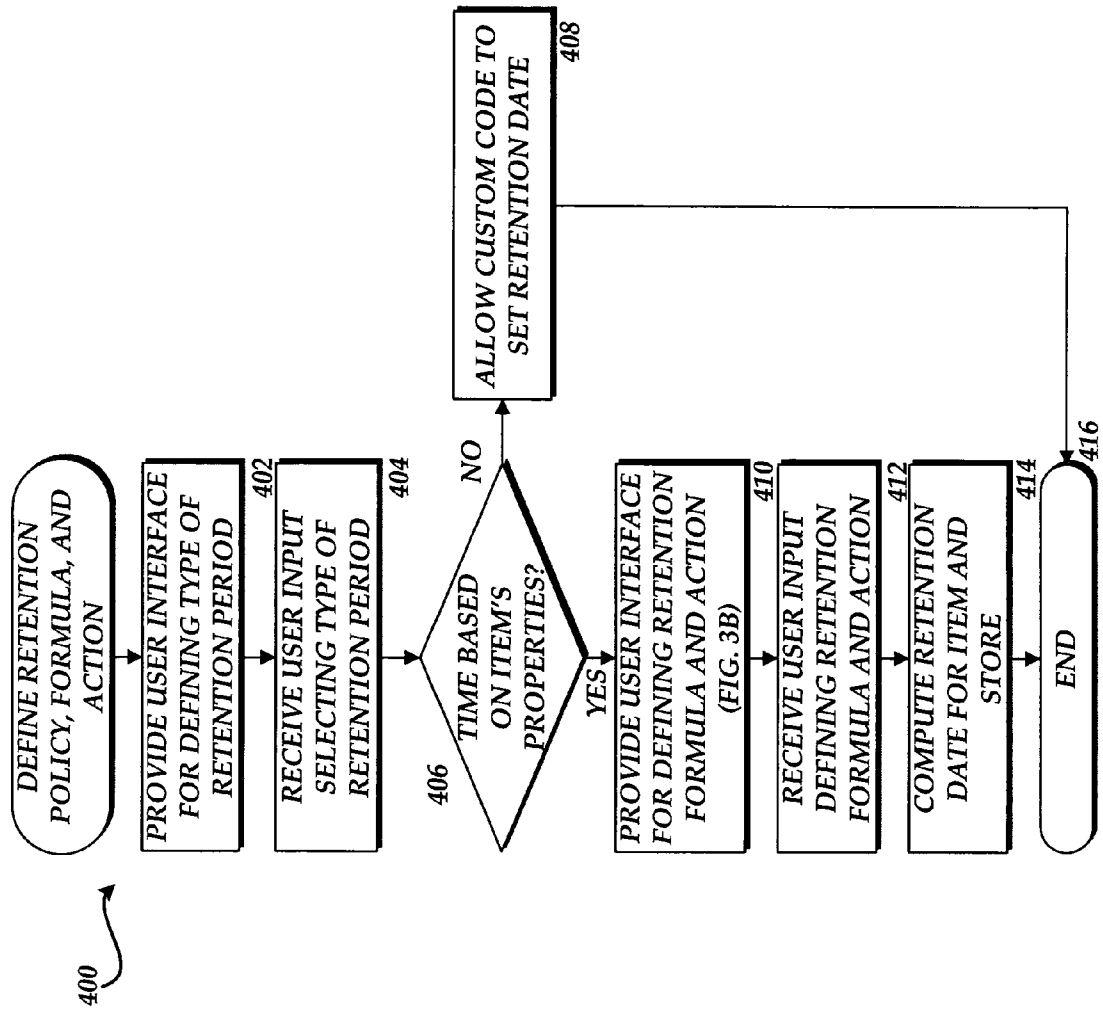 400
DEFINE RETENTION
POLICY, FORMULA, AND
ACTION
PROVIDE USER INTERFACE
FOR DEFINING TYPE OF
RETENTION PERIOD
402
RECEIVE USER INPUT
SELECTING TYPE OF
RETENTION PERIOD
404
406
TIME BASED
ON ITEM'S
PROPERTIES?
NO
YES
ALLOW CUSTOM CODE TO
SET RETENTION DATE
408
PROVIDE USER INTERFACE
FOR DEFINING RETENTION
FORMULA AND ACTION
(FIG. 3B)
410
RECEIVE USER INPUT
DEFINING RETENTION
FORMULA AND ACTION
412
COMPUTE RETENTION
DATE FOR ITEM AND
STORE
414
END
416